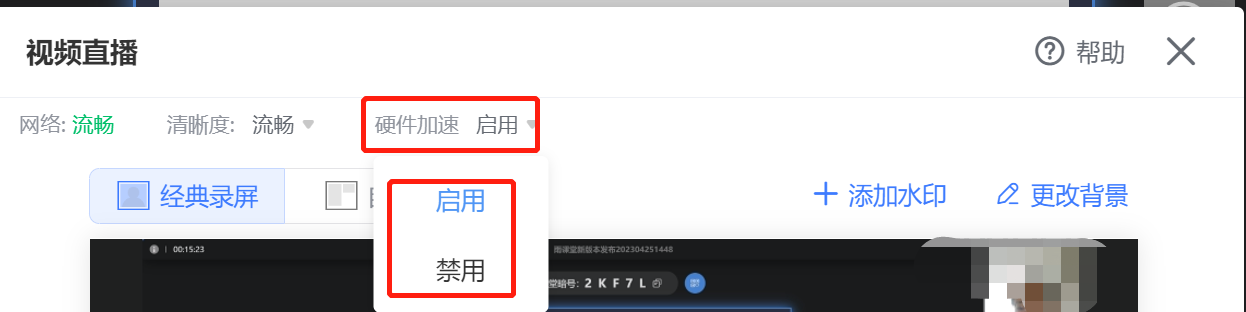 视频直播
帮助
网络: 流畅
清晰度: 流畅
硬件加速 启用
启用
禁用
经典录屏
添加水印
更改背景
00:15:23
雨课堂新版本发布202304251448
堂暗号: 2 K F 7 L